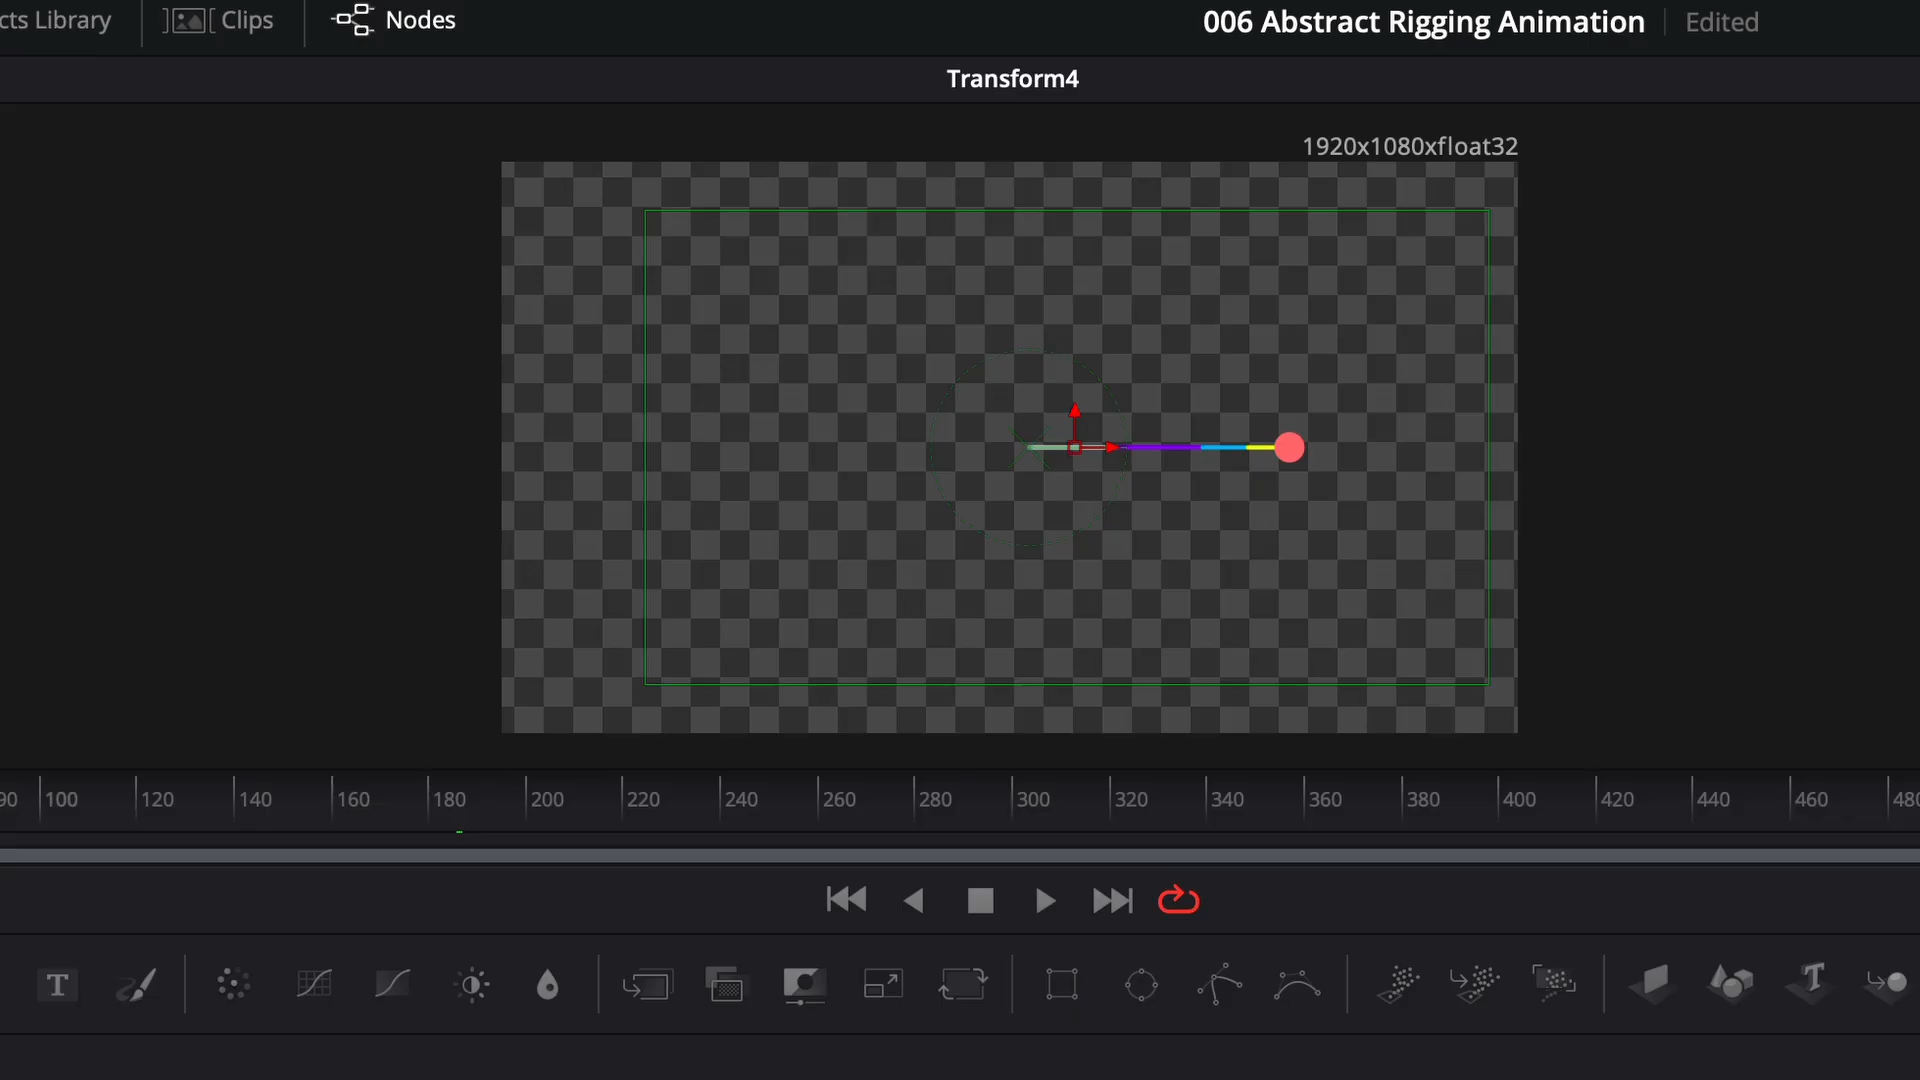 cts Library
Clips
Nodes
006 Abstract Rigging Animation
Edited
Transform4
1920x1080xfloat32
90 100 120 140 160 180 200 220 240 260 280 300 320 340 360 380 400 420 440 460 480
T
T